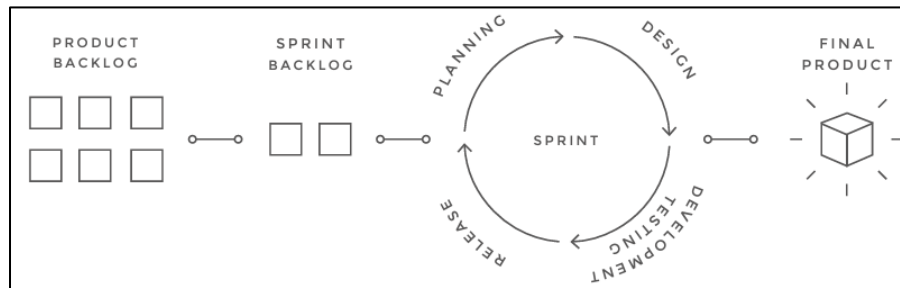 PRODUCT
BACKLOG
SPRINT
BACKLOG
PLANNING
DESIGN
SPRINT
DEVELOPMENT
TESTING
RELEASE
FINAL
PRODUCT